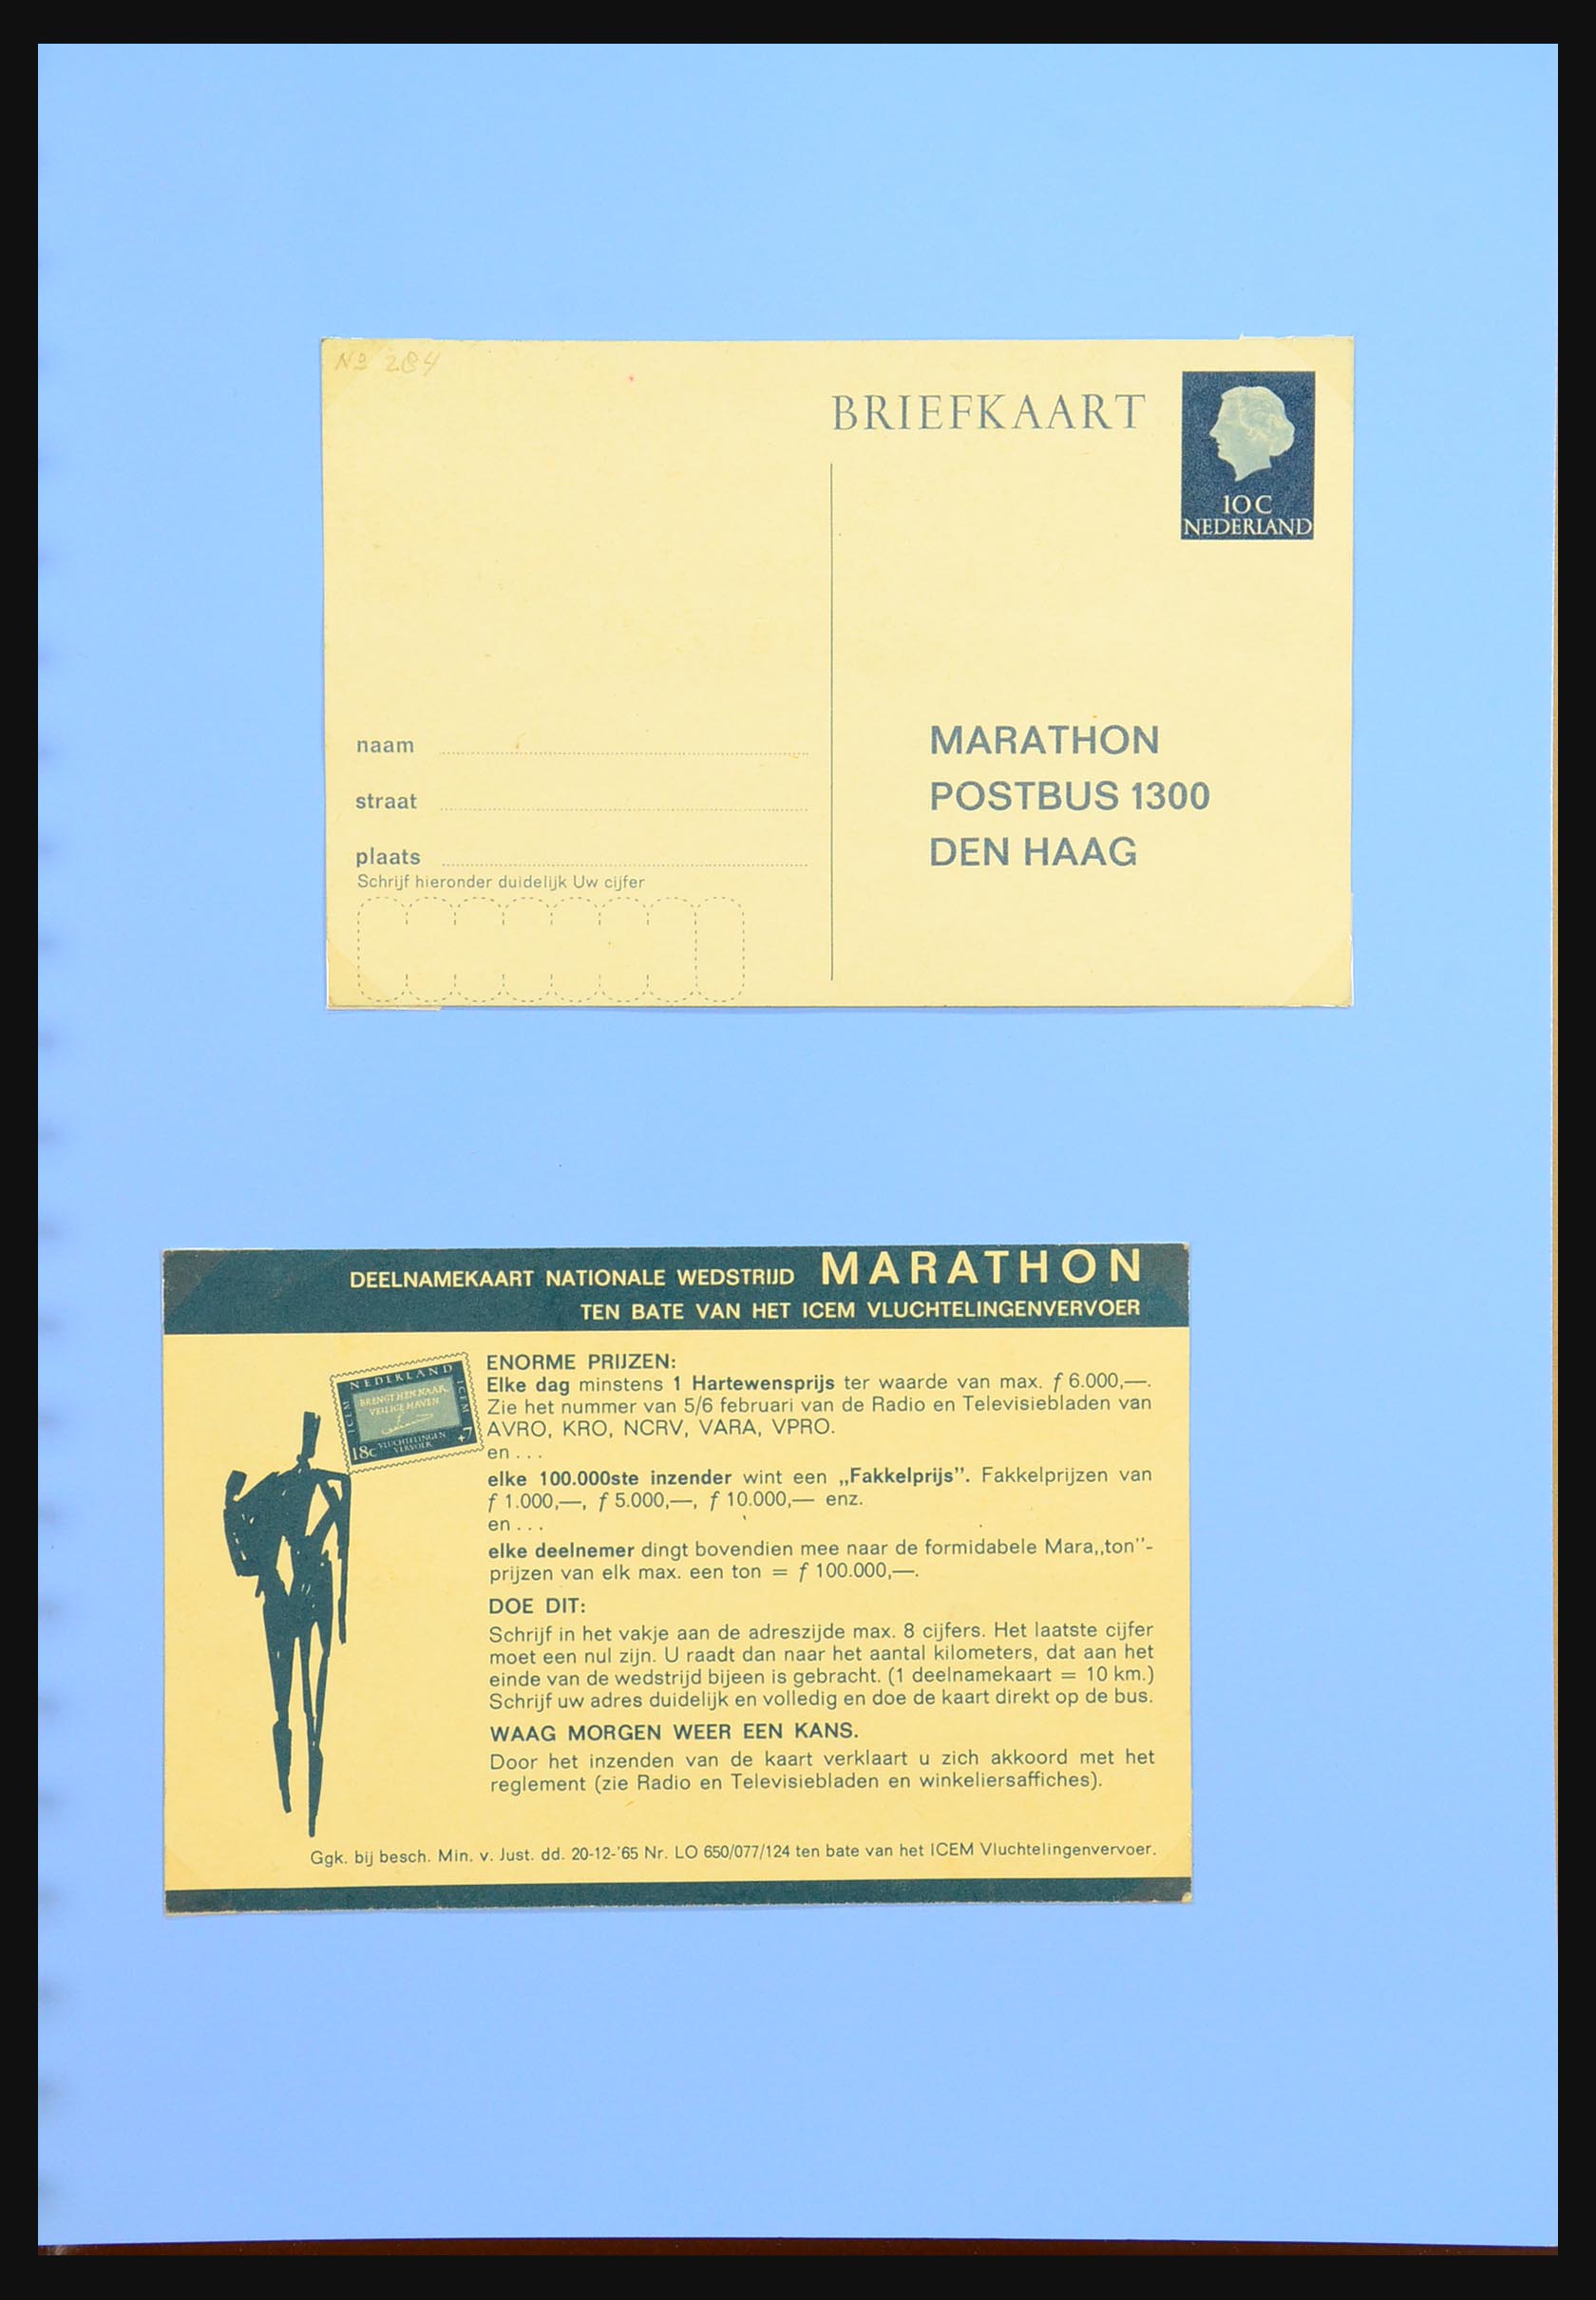 Nº 284
BRIEFKAART
10 C
NEDERLAND
naam
straat
plaats
Schrijf hieronder duidelijk Uw cijfer
MARATHON
POSTBUS 1300
DEN HAAG
DEELNAMEKAART NATIONALE WEDSTRIJD MARATHON
TEN BATE VAN HET ICEM VLUCHTELINGENVERVOER
NEDERLAND
ICEM
BRENGT HEN NAAR
VEILIGE HAVEN
ICEM
18c VLUCHTELINGEN +7
VERVOER
ENORME PRIJZEN:
Elke dag minstens 1 Hartewensprijs ter waarde van max. ƒ 6.000,—.
Zie het nummer van 5/6 februari van de Radio en Televisiebladen van
AVRO, KRO, NCRV, VARA, VPRO.
en . . .
elke 100.000ste inzender wint een „Fakkelprijs”. Fakkelprijzen van
ƒ 1.000,—, ƒ 5.000,—, ƒ 10.000,— enz.
en . . .
elke deelnemer dingt bovendien mee naar de formidabele Mara„ton”-
prijzen van elk max. een ton = ƒ 100.000,—.
DOE DIT:
Schrijf in het vakje aan de adreszijde max. 8 cijfers. Het laatste cijfer
moet een nul zijn. U raadt dan naar het aantal kilometers, dat aan het
einde van de wedstrijd bijeen is gebracht. (1 deelnamekaart = 10 km.)
Schrijf uw adres duidelijk en volledig en doe de kaart direkt op de bus.
WAAG MORGEN WEER EEN KANS.
Door het inzenden van de kaart verklaart u zich akkoord met het
reglement (zie Radio en Televisiebladen en winkeliersaffiches).
Ggk. bij besch. Min. v. Just. dd. 20-12-'65 Nr. LO 650/077/124 ten bate van het ICEM Vluchtelingenvervoer.